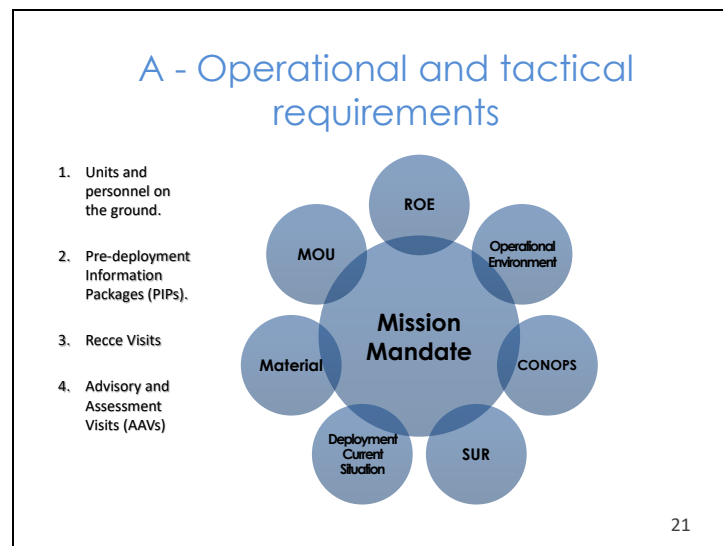 A - Operational and tactical
requirements
1. Units and
personnel on
the ground.
2. Pre-deployment
Information
Packages (PIPs).
3. Recce Visits
4. Advisory and
Assessment
Visits (AAVs)
ROE
Operational
Environment
CONOPS
SUR
Deployment
Current
Situation
Material
MOU
Mission
Mandate
21